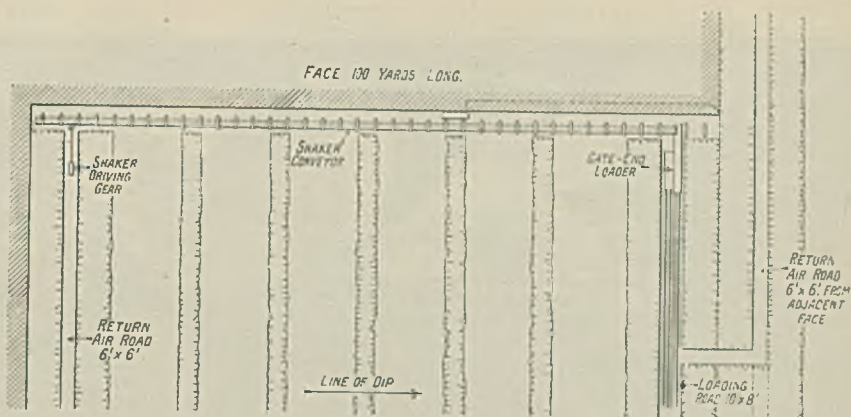 FACE 100 YARDS LONG.
SHAKER
DRIVING
GEAR
SHAKER
CONVEYOR
GATE-END
LOADER
RETURN
AIR ROAD
6' x 6'
RETURN
AIR ROAD
6' x 6' FROM
ADJACENT
FACE
LINE OF DIP
LOADING
ROAD 10 x 8'